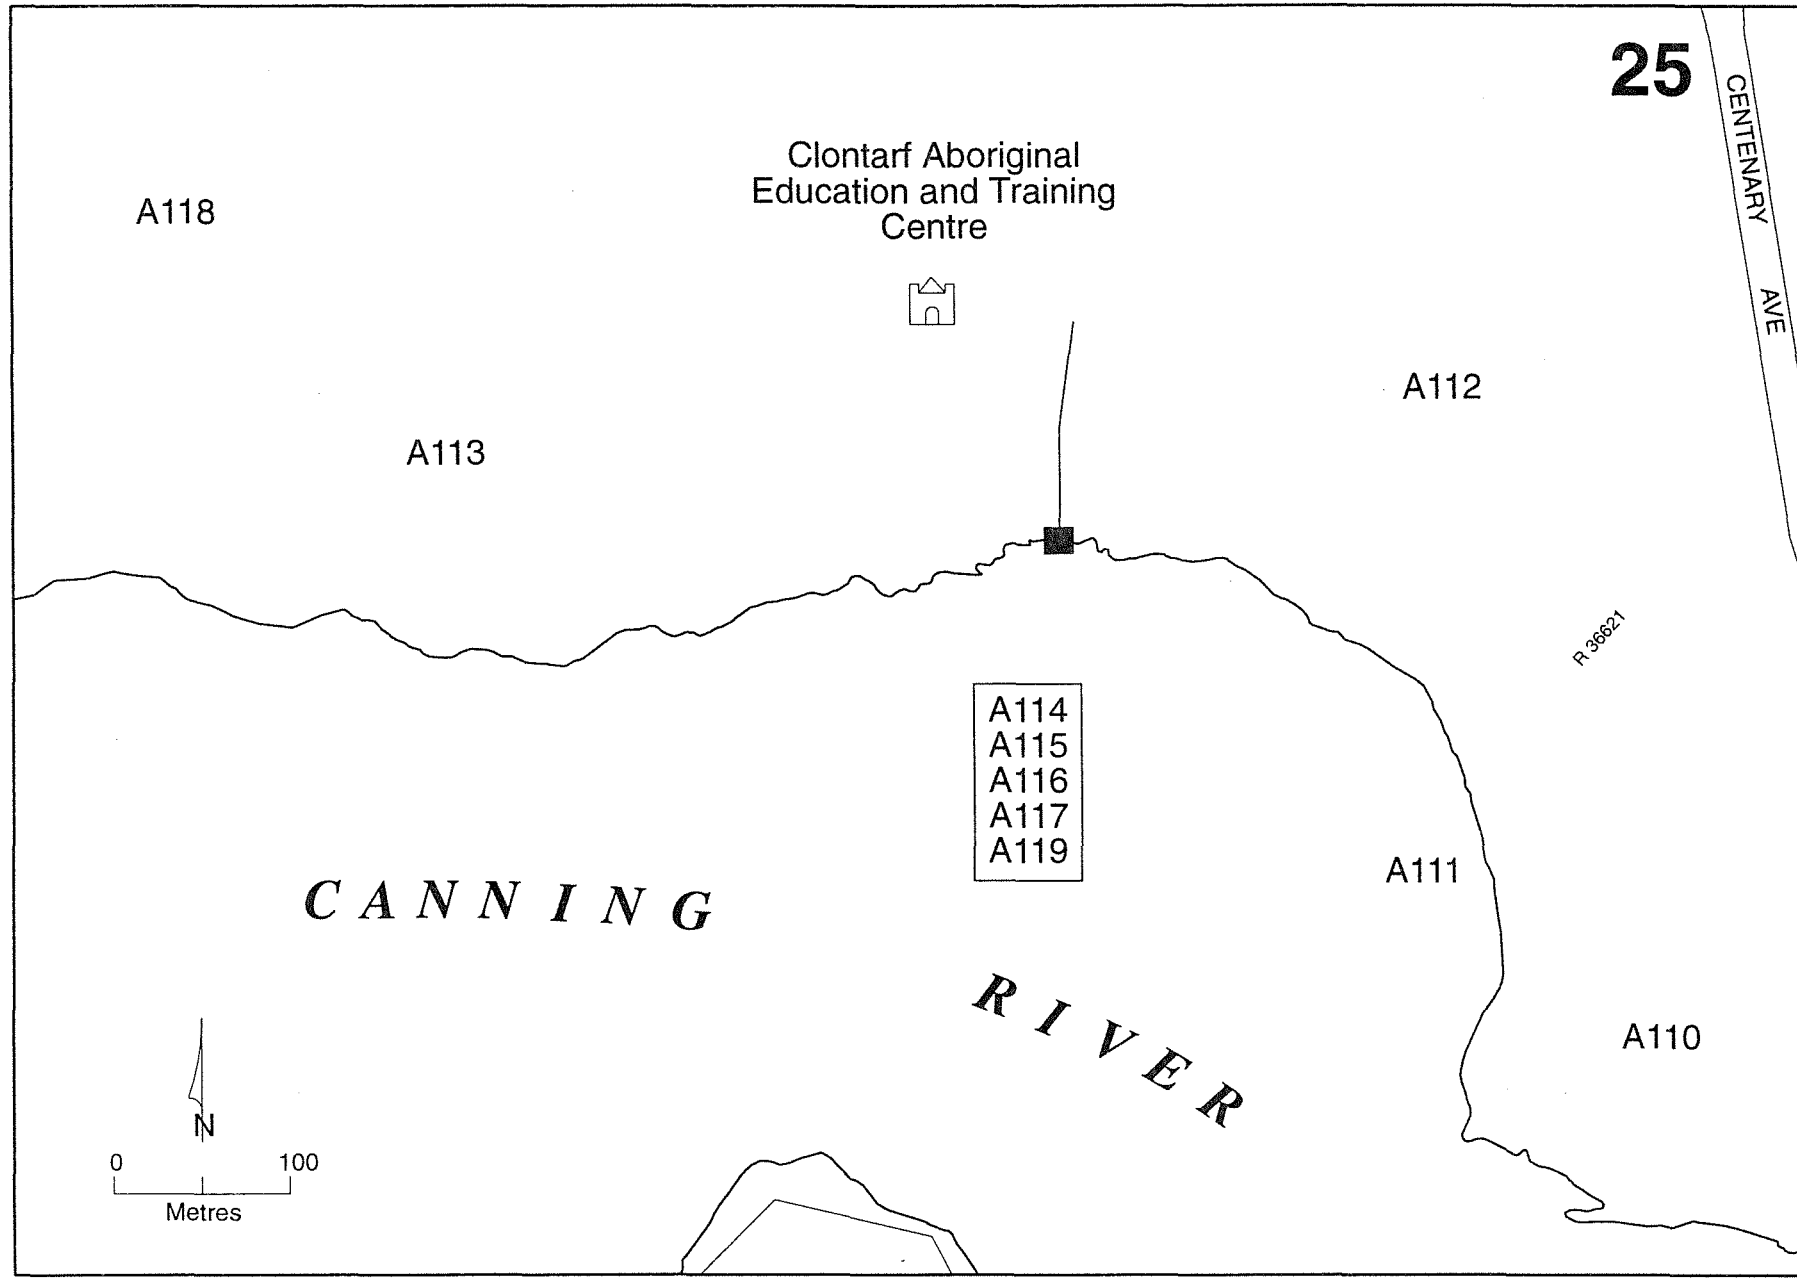 25
CENTENARY AVE
Clontarf Aboriginal
Education and Training
Centre
A118
A112
A113
R 36621
A114
A115
A116
A117
A119
A111
CANNING
RIVER
A110
N
0 100
Metres